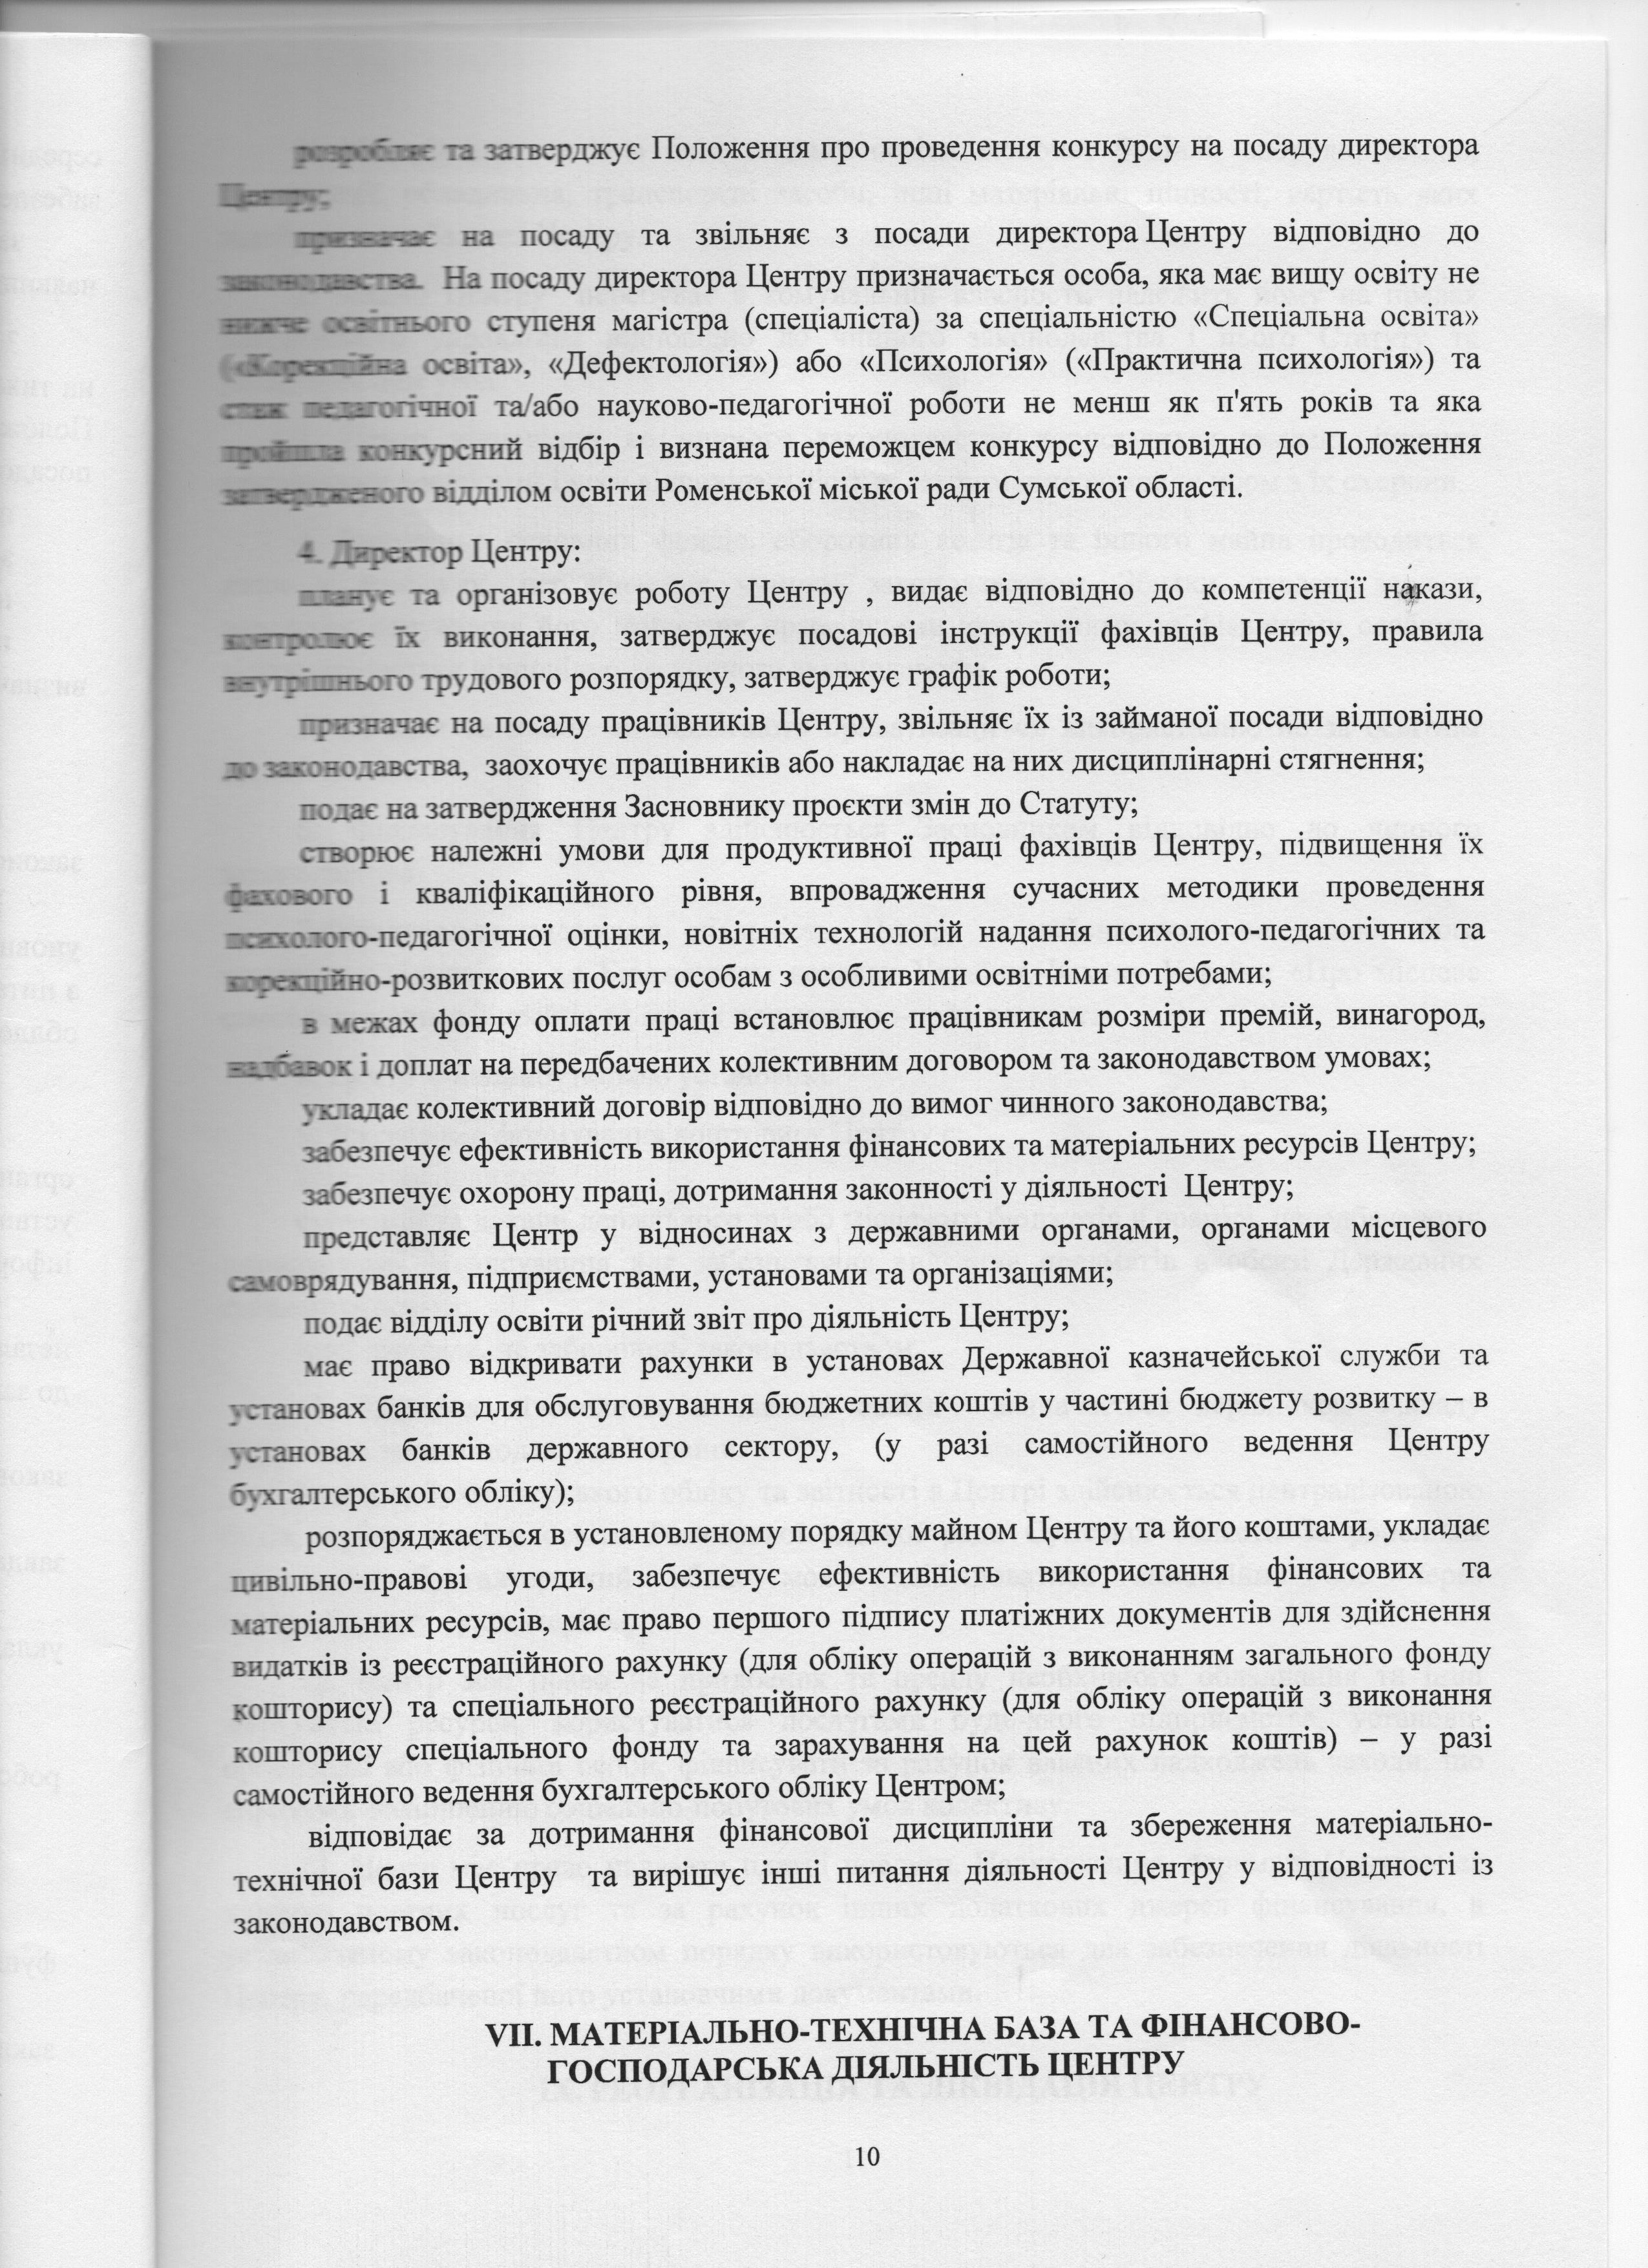 розробляє та затверджує Положення про проведення конкурсу на посаду директора
Центру;
призначає на посаду та звільняє з посади директора Центру відповідно до
законодавства. На посаду директора Центру призначається особа, яка має вищу освіту не
нижче освітнього ступеня магістра (спеціаліста) за спеціальністю «Спеціальна освіта»
(«Корекційна освіта», «Дефектологія») або «Психологія» («Практична психологія») та
стаж педагогічної та/або науково-педагогічної роботи не менш як п'ять років та яка
пройшла конкурсний відбір і визнана переможцем конкурсу відповідно до Положення
затвердженого відділом освіти Роменської міської ради Сумської області.
4. Директор Центру:
планує та організовує роботу Центру , видає відповідно до компетенції накази,
контролює їх виконання, затверджує посадові інструкції фахівців Центру, правила
внутрішнього трудового розпорядку, затверджує графік роботи;
призначає на посаду працівників Центру, звільняє їх із займаної посади відповідно
до законодавства, заохочує працівників або накладає на них дисциплінарні стягнення;
подає на затвердження Засновнику проєкти змін до Статуту;
створює належні умови для продуктивної праці фахівців Центру, підвищення їх
фахового і кваліфікаційного рівня, впровадження сучасних методики проведення
психолого-педагогічної оцінки, новітніх технологій надання психолого-педагогічних та
корекційно-розвиткових послуг особам з особливими освітніми потребами;
в межах фонду оплати праці встановлює працівникам розміри премій, винагород,
надбавок і доплат на передбачених колективним договором та законодавством умовах;
укладає колективний договір відповідно до вимог чинного законодавства;
забезпечує ефективність використання фінансових та матеріальних ресурсів Центру;
забезпечує охорону праці, дотримання законності у діяльності Центру;
представляє Центр у відносинах з державними органами, органами місцевого
самоврядування, підприємствами, установами та організаціями;
подає відділу освіти річний звіт про діяльність Центру;
має право відкривати рахунки в установах Державної казначейської служби та
установах банків для обслуговування бюджетних коштів у частині бюджету розвитку – в
установах банків державного сектору, (у разі самостійного ведення Центру
бухгалтерського обліку);
розпоряджається в установленому порядку майном Центру та його коштами, укладає
цивільно-правові угоди, забезпечує ефективність використання фінансових та
матеріальних ресурсів, має право першого підпису платіжних документів для здійснення
видатків із реєстраційного рахунку (для обліку операцій з виконанням загального фонду
кошторису) та спеціального реєстраційного рахунку (для обліку операцій з виконання
кошторису спеціального фонду та зарахування на цей рахунок коштів) – у разі
самостійного ведення бухгалтерського обліку Центром;
відповідає за дотримання фінансової дисципліни та збереження матеріально-
технічної бази Центру та вирішує інші питання діяльності Центру у відповідності із
законодавством.
VII. МАТЕРІАЛЬНО-ТЕХНІЧНА БАЗА ТА ФІНАНСОВО-
ГОСПОДАРСЬКА ДІЯЛЬНІСТЬ ЦЕНТРУ
10